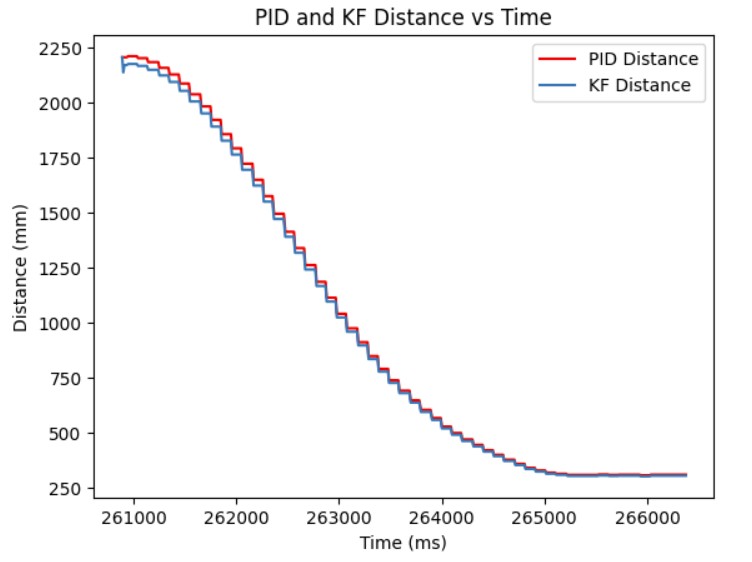 PID and KF Distance vs Time
PID Distance
KF Distance
2250
2000
1750
1500
1250
1000
750
500
250
Distance (mm)
261000 262000 263000 264000 265000 266000
Time (ms)